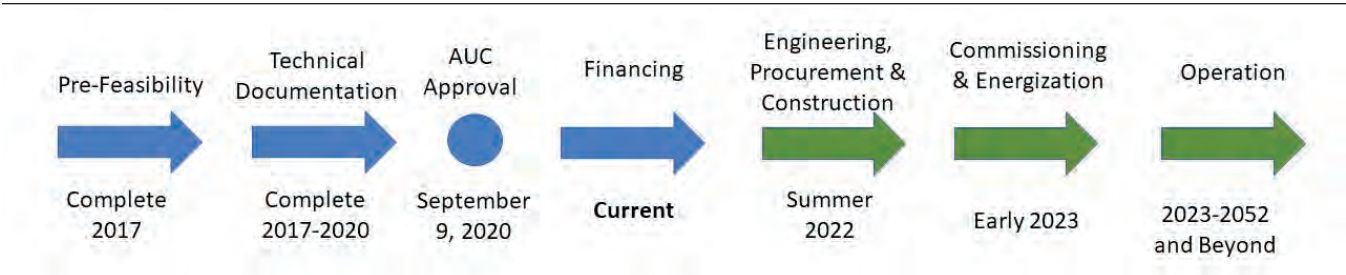 Pre-Feasibility
Complete
2017
Technical
Documentation
Complete
2017-2020
AUC
Approval
September
9, 2020
Financing
Current
Engineering,
Procurement &
Construction
Summer
2022
Commissioning
& Energization
Early 2023
Operation
2023-2052
and Beyond